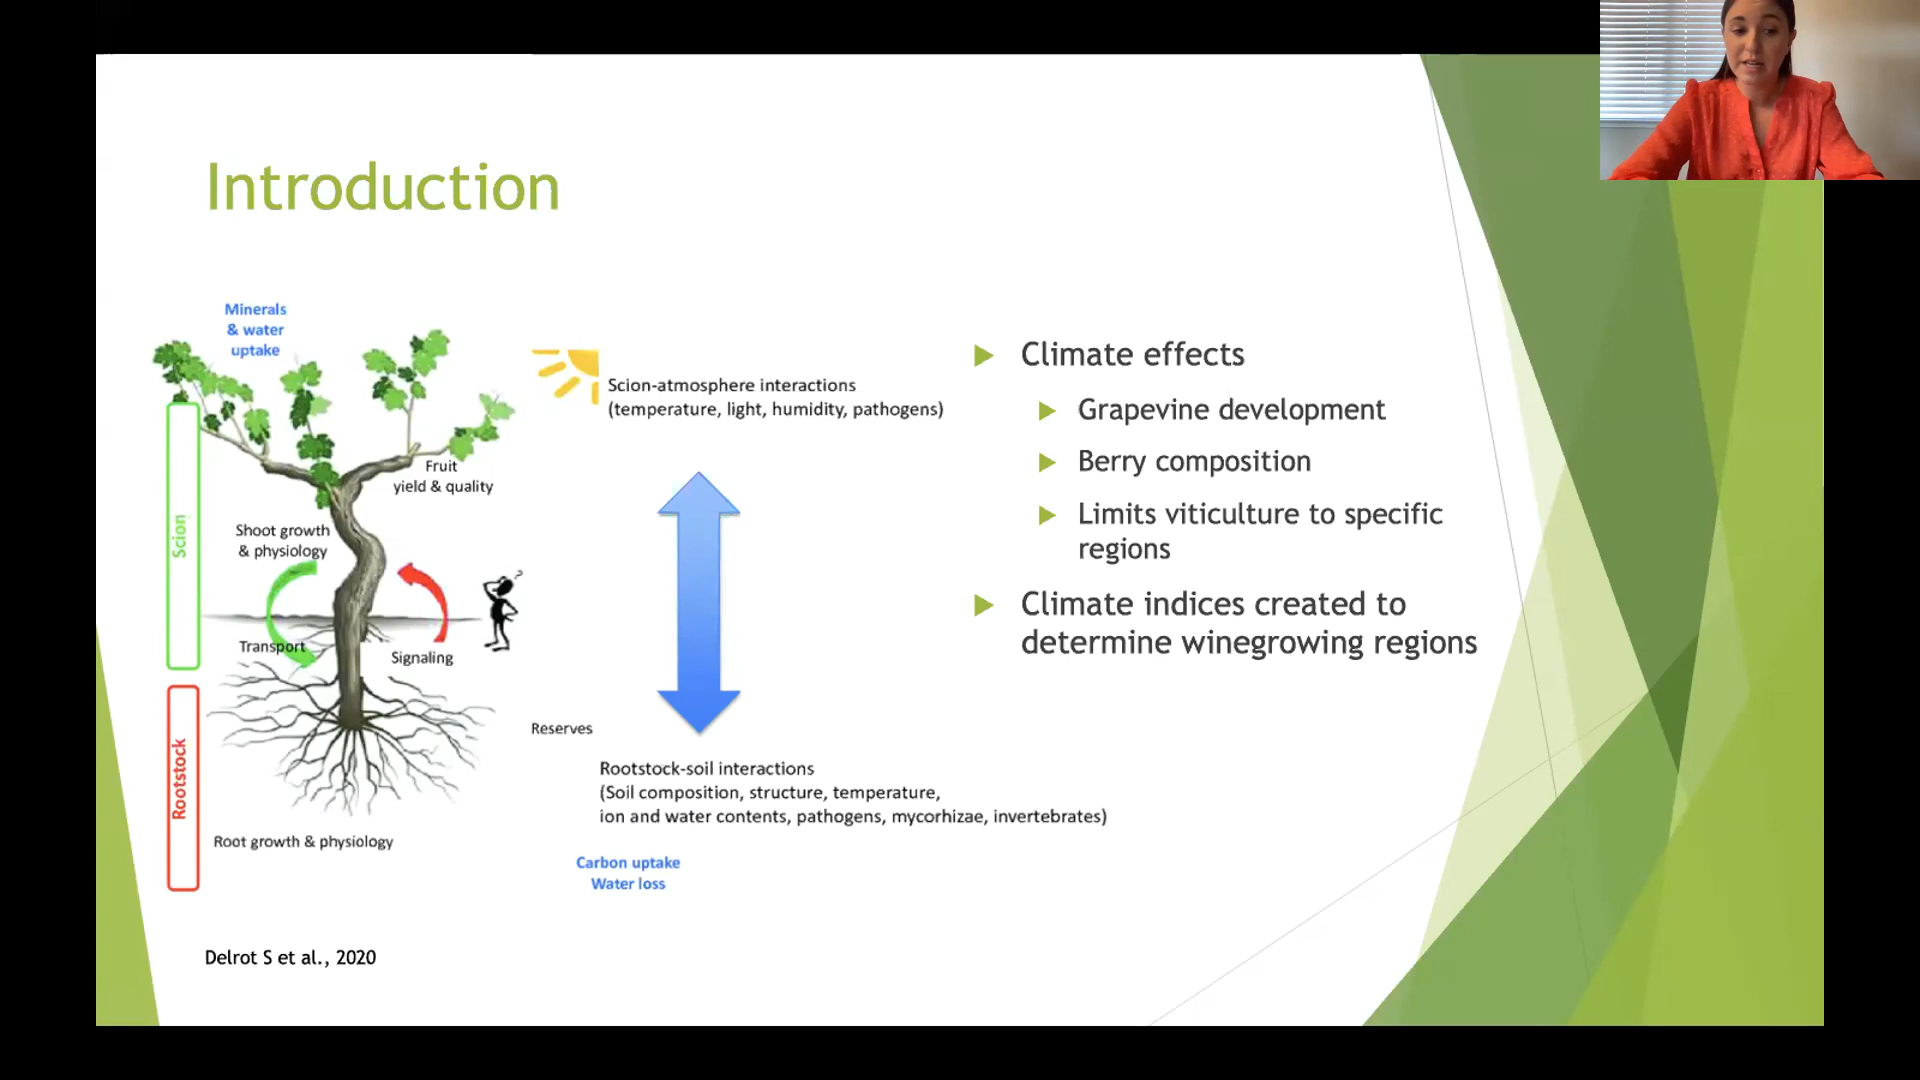 Introduction
Minerals
& water
uptake
Scion-atmosphere interactions
(temperature, light, humidity, pathogens)
Fruit
yield & quality
Scion
Shoot growth
& physiology
?
Transport
Signaling
Reserves
Rootstock
Rootstock-soil interactions
(Soil composition, structure, temperature,
ion and water contents, pathogens, mycorhizae, invertebrates)
Root growth & physiology
Carbon uptake
Water loss
Delrot S et al., 2020
Climate effects
Grapevine development
Berry composition
Limits viticulture to specific
regions
Climate indices created to
determine winegrowing regions